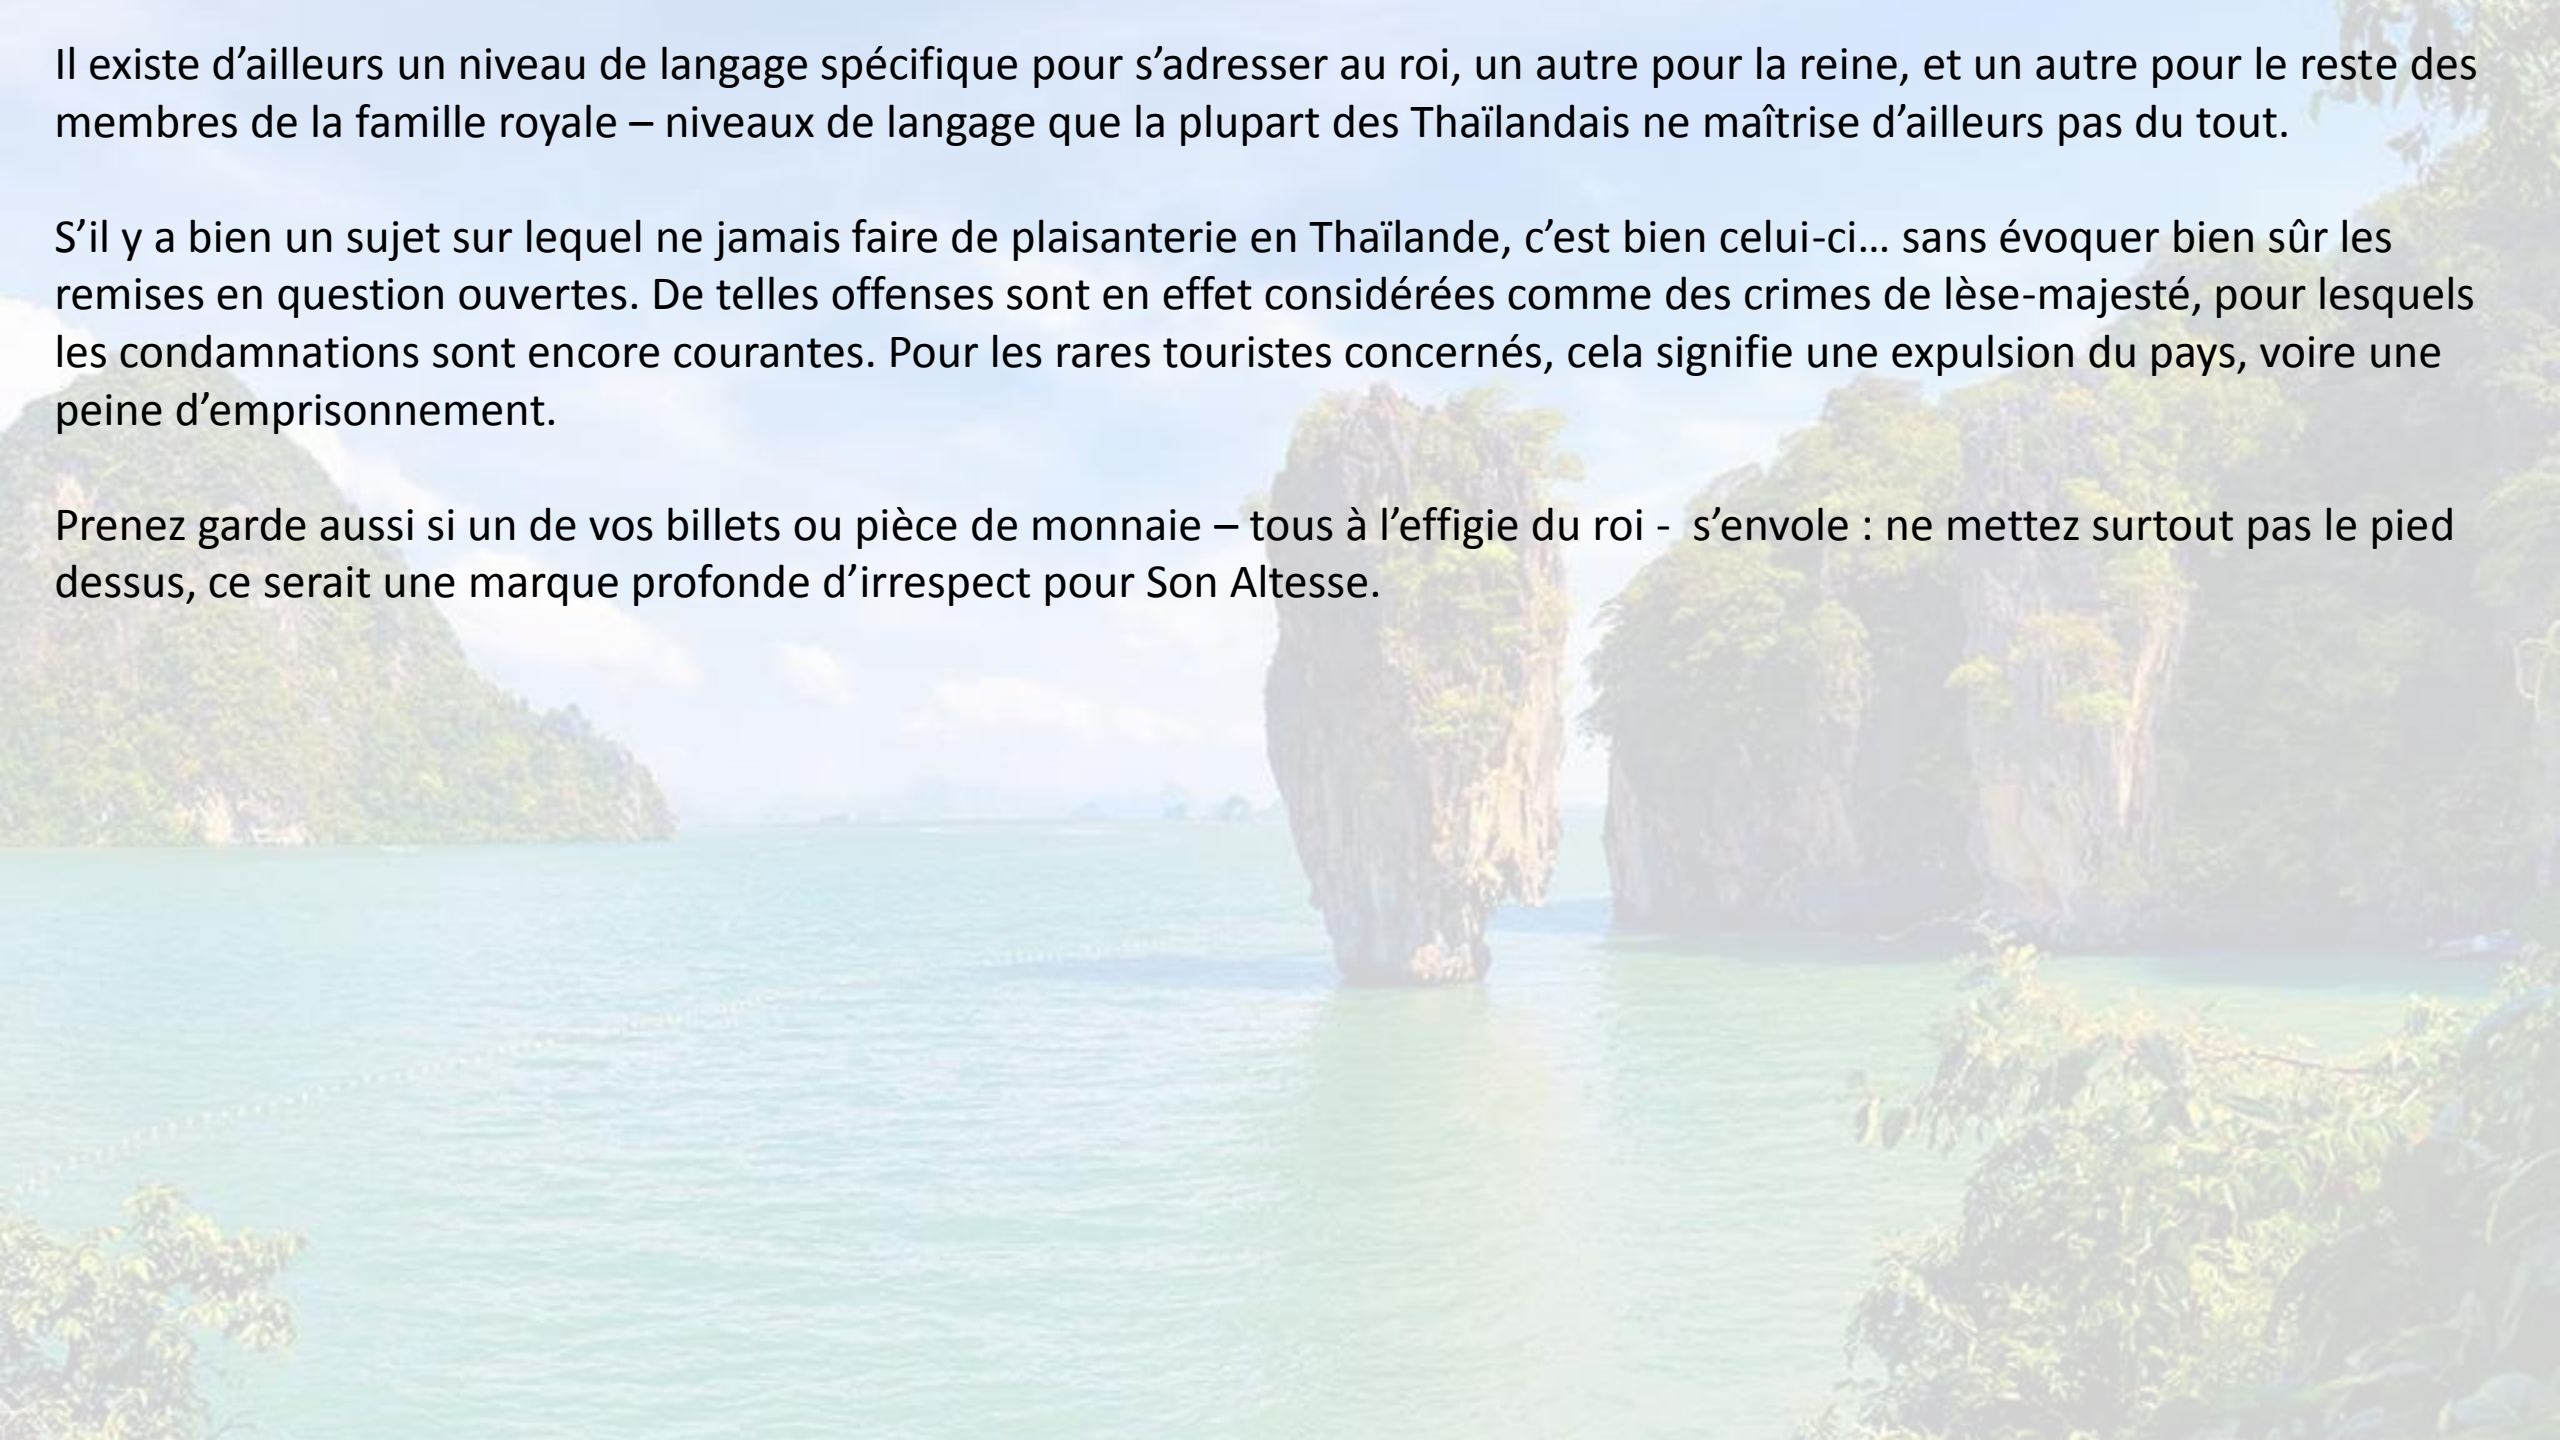 Il existe d’ailleurs un niveau de langage spécifique pour s’adresser au roi, un autre pour la reine, et un autre pour le reste des
membres de la famille royale – niveaux de langage que la plupart des Thaïlandais ne maîtrise d’ailleurs pas du tout.
S’il y a bien un sujet sur lequel ne jamais faire de plaisanterie en Thaïlande, c’est bien celui-ci… sans évoquer bien sûr les
remises en question ouvertes. De telles offenses sont en effet considérées comme des crimes de lèse-majesté, pour lesquels
les condamnations sont encore courantes. Pour les rares touristes concernés, cela signifie une expulsion du pays, voire une
peine d’emprisonnement.
Prenez garde aussi si un de vos billets ou pièce de monnaie – tous à l’effigie du roi -  s’envole : ne mettez surtout pas le pied
dessus, ce serait une marque profonde d’irrespect pour Son Altesse.